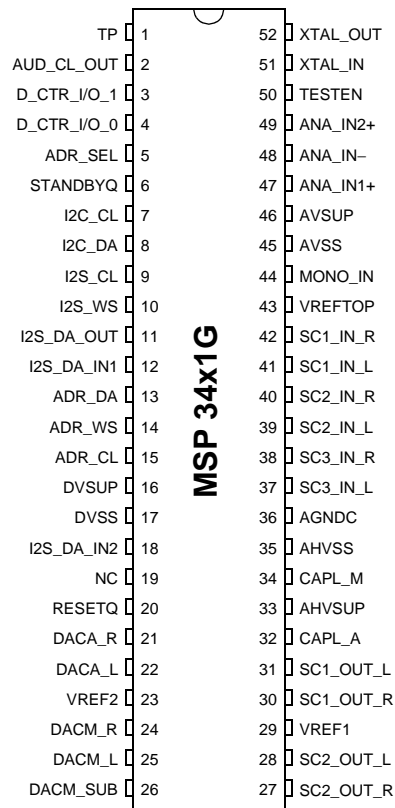 TP 1 52 XTAL_OUT
AUD_CL_OUT 2 51 XTAL_IN
D_CTR_I/O_1 3 50 TESTEN
D_CTR_I/O_0 4 49 ANA_IN2+
ADR_SEL 5 48 ANA_IN−
STANDBYQ 6 47 ANA_IN1+
I2C_CL 7 46 AVSUP
I2C_DA 8 45 AVSS
I2S_CL 9 44 MONO_IN
I2S_WS 10 43 VREFTOP
I2S_DA_OUT 11 42 SC1_IN_R
I2S_DA_IN1 12 41 SC1_IN_L
ADR_DA 13 40 SC2_IN_R
ADR_WS 14 39 SC2_IN_L
ADR_CL 15 38 SC3_IN_R
DVSUP 16 37 SC3_IN_L
DVSS 17 36 AGNDC
I2S_DA_IN2 18 35 AHVSS
NC 19 34 CAPL_M
RESETQ 20 33 AHVSUP
DACA_R 21 32 CAPL_A
DACA_L 22 31 SC1_OUT_L
VREF2 23 30 SC1_OUT_R
DACM_R 24 29 VREF1
DACM_L 25 28 SC2_OUT_L
DACM_SUB 26 27 SC2_OUT_R
MSP 34x1G